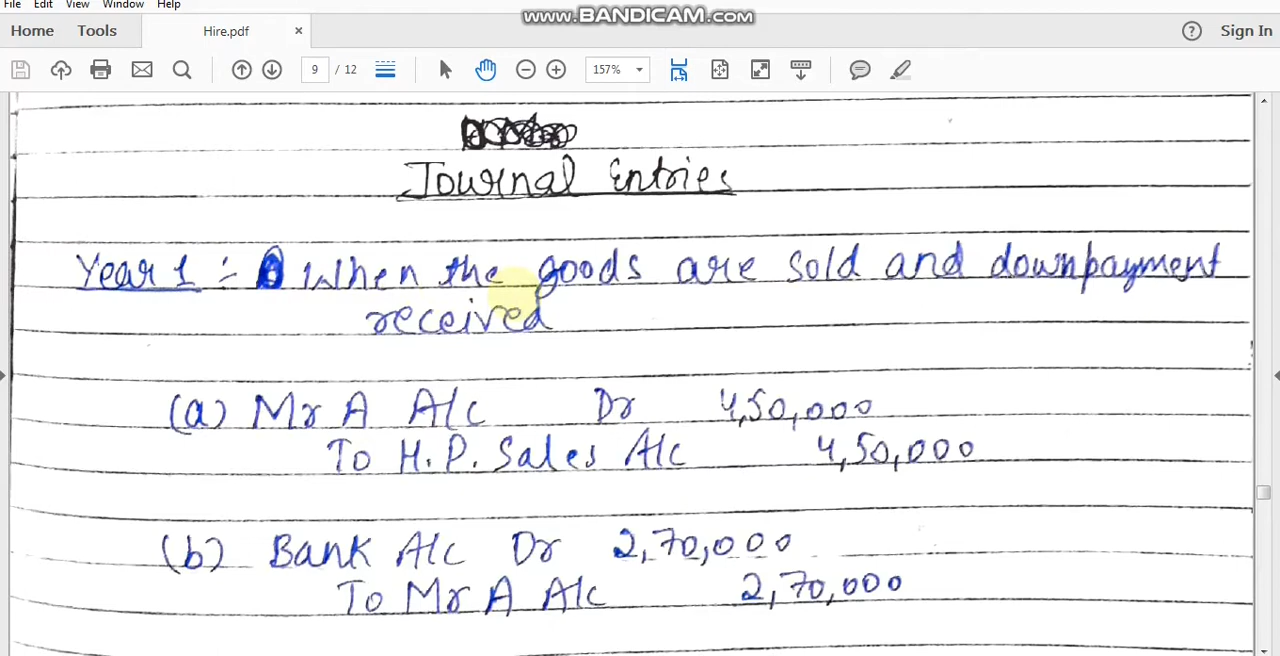 File Edit View Window Help
www.BANDICAM.com
Home Tools Hire.pdf × ? Sign In
9 / 12 157%
Journal Entries
Year 1 :- When the goods are sold and downpayment
received
(a) Mr A A/c Dr 4,50,000
To H.P. Sales A/c 4,50,000
(b) Bank A/c Dr 2,70,000
To Mr A A/c 2,70,000